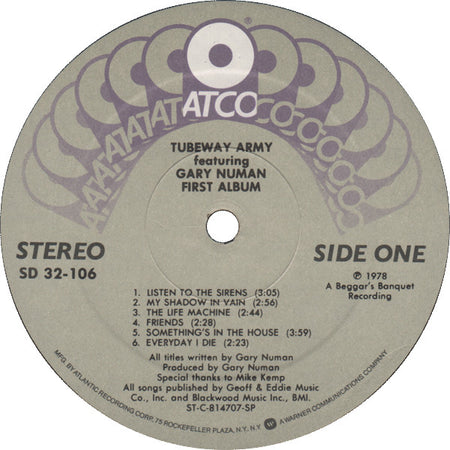 ATCO
TUBEWAY ARMY
featuring
GARY NUMAN
FIRST ALBUM
STEREO
SD 32-106
SIDE ONE
℗ 1978
A Beggar's Banquet
Recording
1. LISTEN TO THE SIRENS (3:05)
2. MY SHADOW IN VAIN (2:56)
3. THE LIFE MACHINE (2:44)
4. FRIENDS (2:28)
5. SOMETHING'S IN THE HOUSE (3:59)
6. EVERYDAY I DIE (2:23)
All titles written by Gary Numan
Produced by Gary Numan
Special thanks to Mike Kemp
All songs published by Geoff & Eddie Music
Co., Inc. and Blackwood Music Inc., BMI.
ST-C-814707-SP
MFG. BY ATLANTIC RECORDING CORP., 75 ROCKEFELLER PLAZA, N.Y., N.Y. W A WARNER COMMUNICATIONS COMPANY